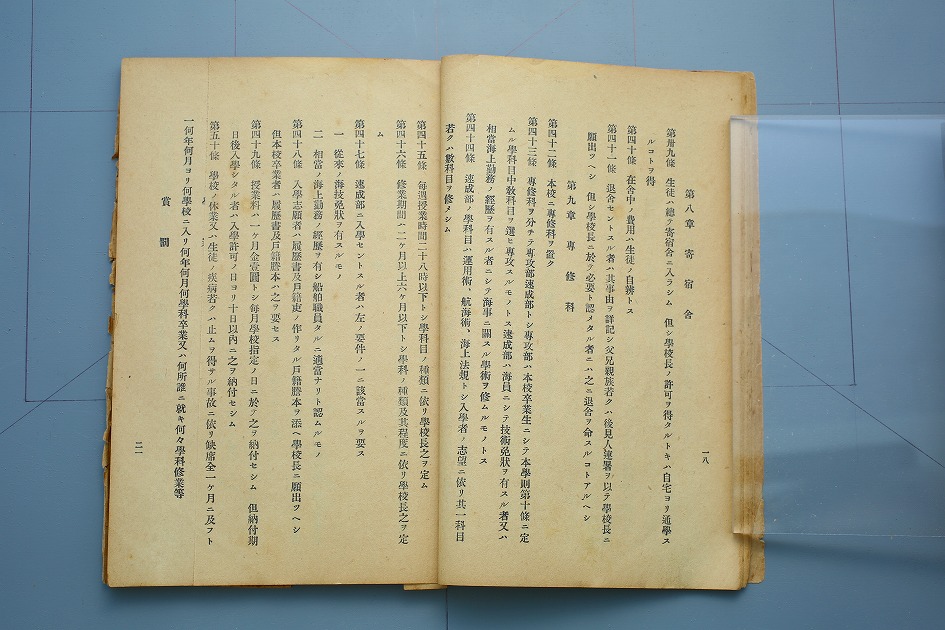 第八章 寄宿舎
第卅九條 生徒ハ總テ寄宿舎ニ入ラシム 但シ學校長ノ許可ヲ得タルトキハ自宅ヨリ通學ス
ルコトヲ得
第四十條 在舎中ノ費用ハ生徒ノ自辨トス
第四十一條 退舎セントスル者ハ其事由ヲ詳記シ父兄親族若クハ後見人連署ヲ以テ學校長ニ
願出ツヘシ 但シ學校長ニ於テ必要ト認メタル者ニハ之ニ退舎ヲ命スルコトアルヘシ
第九章 專修科
第四十二條 本校ニ專修科ヲ置ク
第四十三條 專修科ヲ分チテ專攻部速成部トシ專攻部ハ本校卒業生ニシテ本學則第十條ニ定
ムル學科目中數科目ヲ選ヒ專攻スルモノトス速成部ハ海員ニシテ技術免狀ヲ有スル者又ハ
相當海上勤務ノ經歷ヲ有スル者ニシテ海事ニ關スル學術ヲ修ムルモノトス
第四十四條 速成部ノ學科目ハ運用術、航海術、海上法規トシ入學者ノ志望ニ依リ其一科目
若クハ數科目ヲ修メシム
一八
第四十五條 每週授業時間二十八時以下トシ學科目ノ種類ニ依リ學校長之ヲ定ム
第四十六條 修業期間ハ二ケ月以上六ケ月以下トシ學科ノ種類及其程度ニ依リ學校長之ヲ定
ム
第四十七條 速成部ニ入學セントスル者ハ左ノ要件ノ一ニ該當スルヲ要ス
一 從來ノ海技免狀ヲ有スルモノ
二 相當ノ海上勤務ノ經歷ヲ有シ船舶職員タルニ適當ナリト認ムルモノ
第四十八條 入學志願者ハ履歷書及戸籍吏ノ作リタル戸籍謄本ヲ添ヘ學校長ニ願出ツヘシ
但本校卒業者ハ履歷書及戸籍謄本ハ之ヲ要セス
第四十九條 授業料ハ一ケ月金壹圓トシ每月學校指定ノ日ニ於テ之ヲ納付セシム 但納付期
日後入學シタル者ハ入學許可ノ日ヨリ十日以內ニ之ヲ納付セシム
第五十條 學校ノ休業又ハ生徒ノ疾病若クハ止ムヲ得サル事故ニ依リ缺席全一ケ月ニ及フト
賞罰
一何年何月ヨリ何學校ニ入リ何年何月何學科卒業又ハ何所誰ニ就キ何々學科修業等
二一